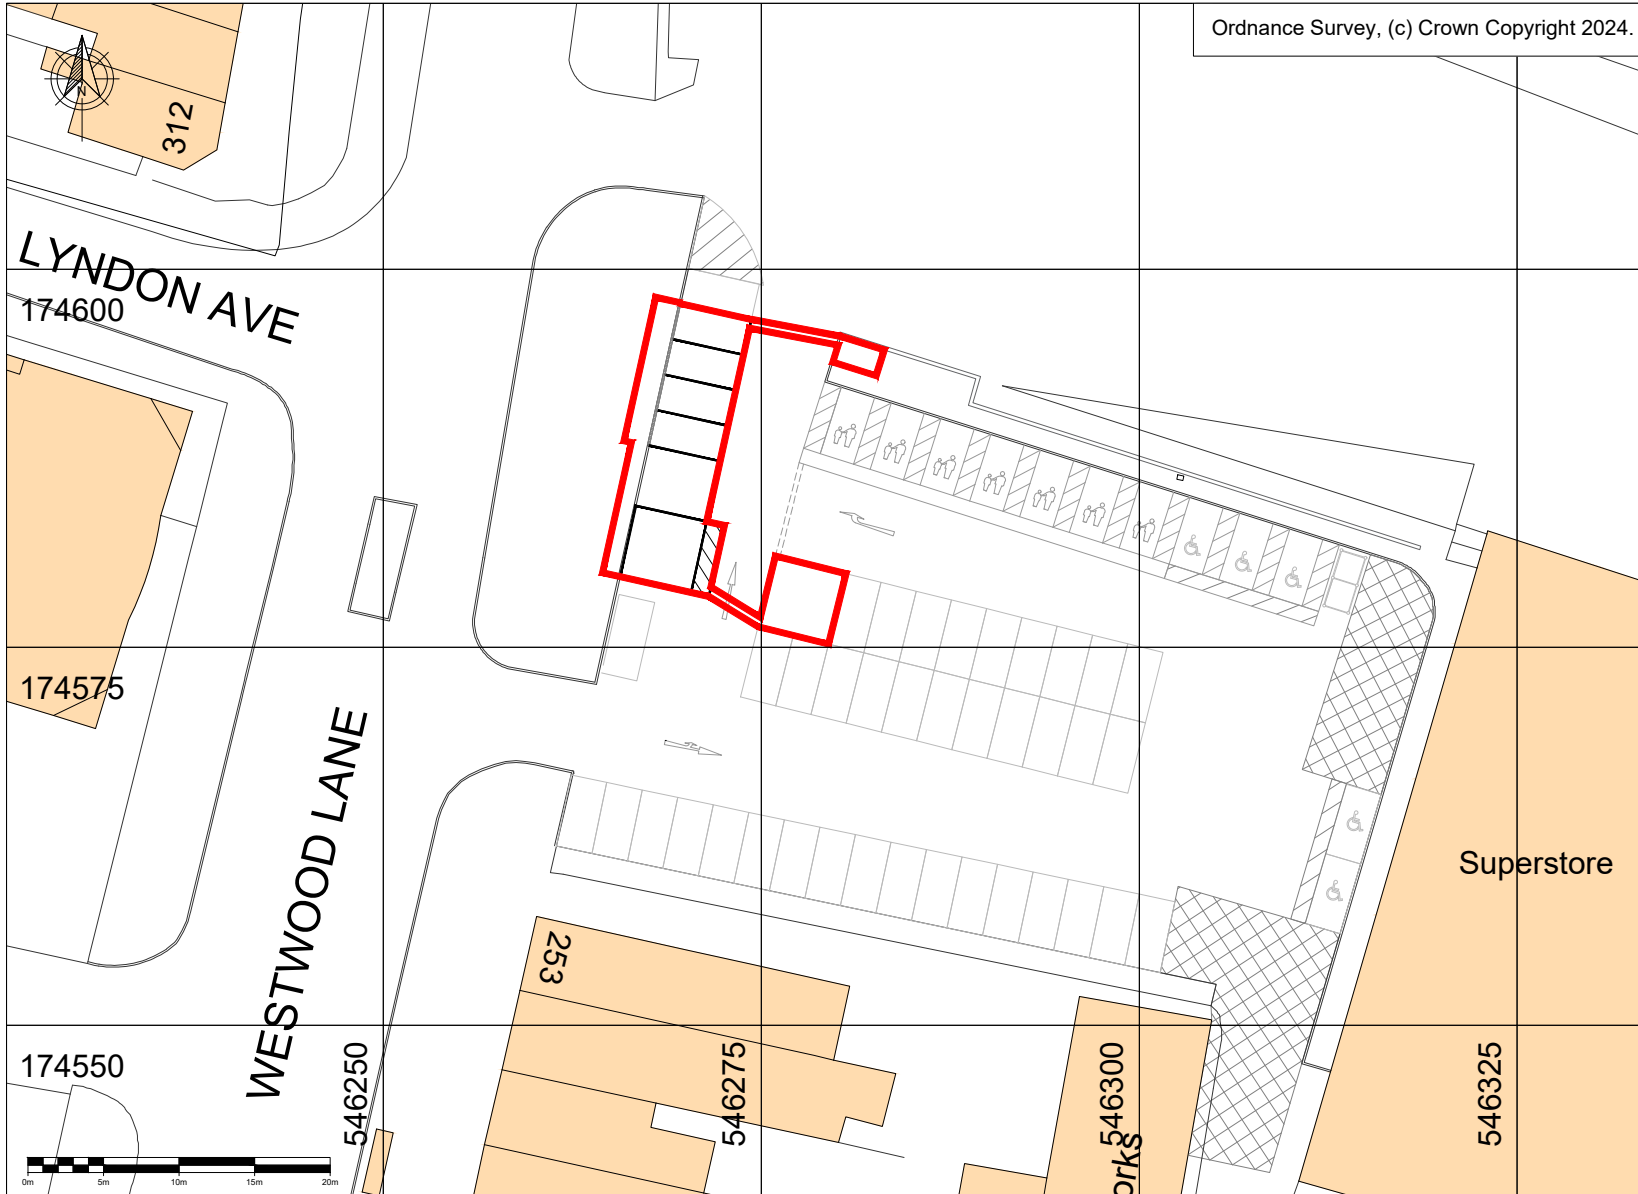 Ordnance Survey, (c) Crown Copyright 2024.
N
312
LYNDON AVE
174600
174575
WESTWOOD LANE
Superstore
253
174550
546250
546275
546300
546325
orks
0m 5m 10m 15m 20m